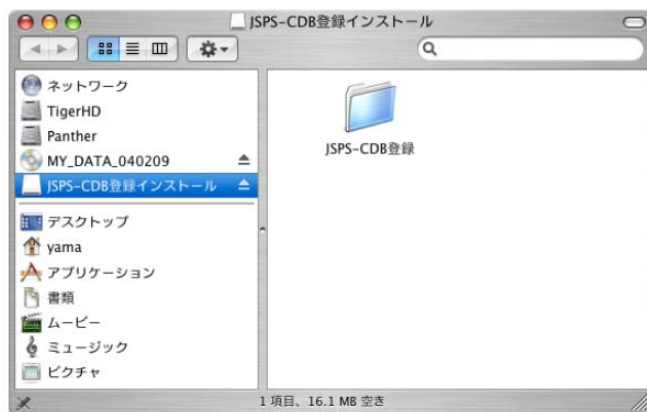 JSPS-CDB登録インストール
ネットワーク
TigerHD
Panther
MY_DATA_040209
JSPS-CDB登録インストール
デスクトップ
yama
アプリケーション
書類
ムービー
ミュージック
ピクチャ
JSPS-CDB登録
1 項目、16.1 MB 空き